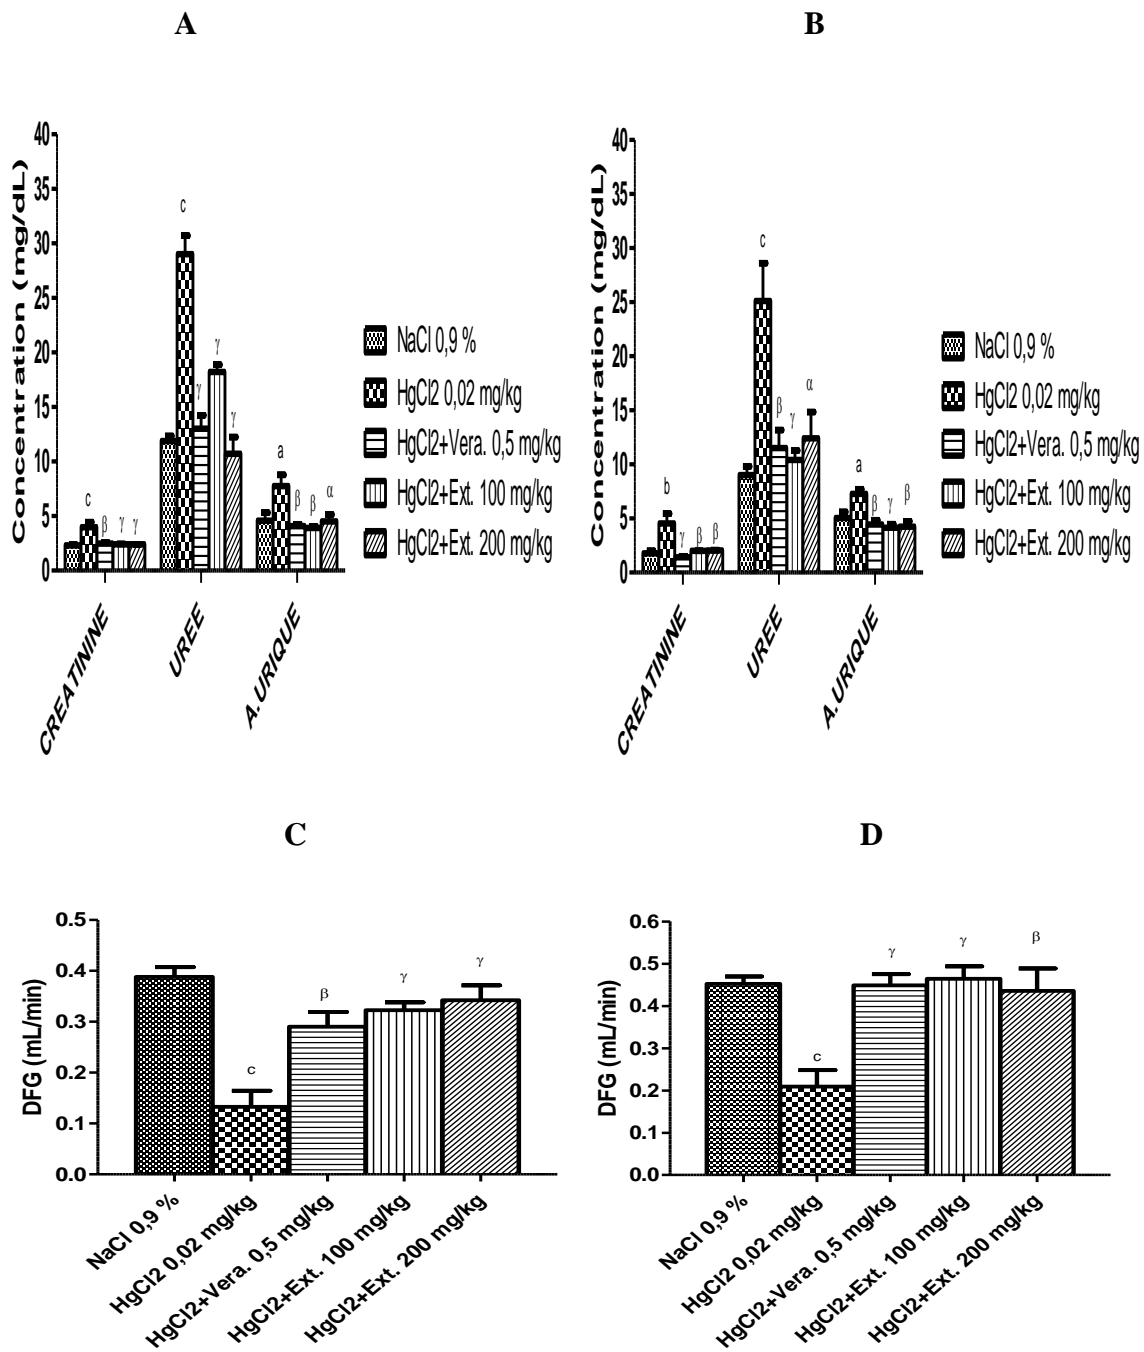 A
B
Concentration (mg/dL)
40
35
30
25
20
15
10
5
0
c
β
γ
γ
c
γ
γ
γ
a
β
β
α
CREATININE
UREE
A.URIQUE
NaCl 0,9 %
HgCl2 0,02 mg/kg
HgCl2+Vera. 0,5 mg/kg
HgCl2+Ext. 100 mg/kg
HgCl2+Ext. 200 mg/kg
Concentration (mg/dL)
40
35
30
25
20
15
10
5
0
b
γ
β
β
c
β
γ
α
a
β
γ
β
CREATININE
UREE
A.URIQUE
NaCl 0,9 %
HgCl2 0,02 mg/kg
HgCl2+Vera. 0,5 mg/kg
HgCl2+Ext. 100 mg/kg
HgCl2+Ext. 200 mg/kg
C
D
DFG (mL/min)
0.5
0.4
0.3
0.2
0.1
0.0
c
β
γ
γ
NaCl 0,9 %
HgCl2 0,02 mg/kg
HgCl2+Vera. 0,5 mg/kg
HgCl2+Ext. 100 mg/kg
HgCl2+Ext. 200 mg/kg
DFG (mL/min)
0.6
0.5
0.4
0.3
0.2
0.1
0.0
c
γ
γ
β
NaCl 0,9 %
HgCl2 0,02 mg/kg
HgCl2+Vera. 0,5 mg/kg
HgCl2+Ext. 100 mg/kg
HgCl2+Ext. 200 mg/kg